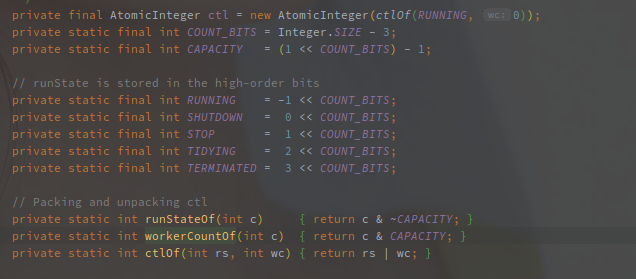 private final AtomicInteger ctl = new AtomicInteger(ctlOf(RUNNING, wc: 0));
private static final int COUNT_BITS = Integer.SIZE - 3;
private static final int CAPACITY   = (1 << COUNT_BITS) - 1;
// runState is stored in the high-order bits
private static final int RUNNING    = -1 << COUNT_BITS;
private static final int SHUTDOWN   =  0 << COUNT_BITS;
private static final int STOP       =  1 << COUNT_BITS;
private static final int TIDYING    =  2 << COUNT_BITS;
private static final int TERMINATED =  3 << COUNT_BITS;
// Packing and unpacking ctl
private static int runStateOf(int c)     { return c & ~CAPACITY; }
private static int workerCountOf(int c)  { return c & CAPACITY; }
private static int ctlOf(int rs, int wc) { return rs | wc; }